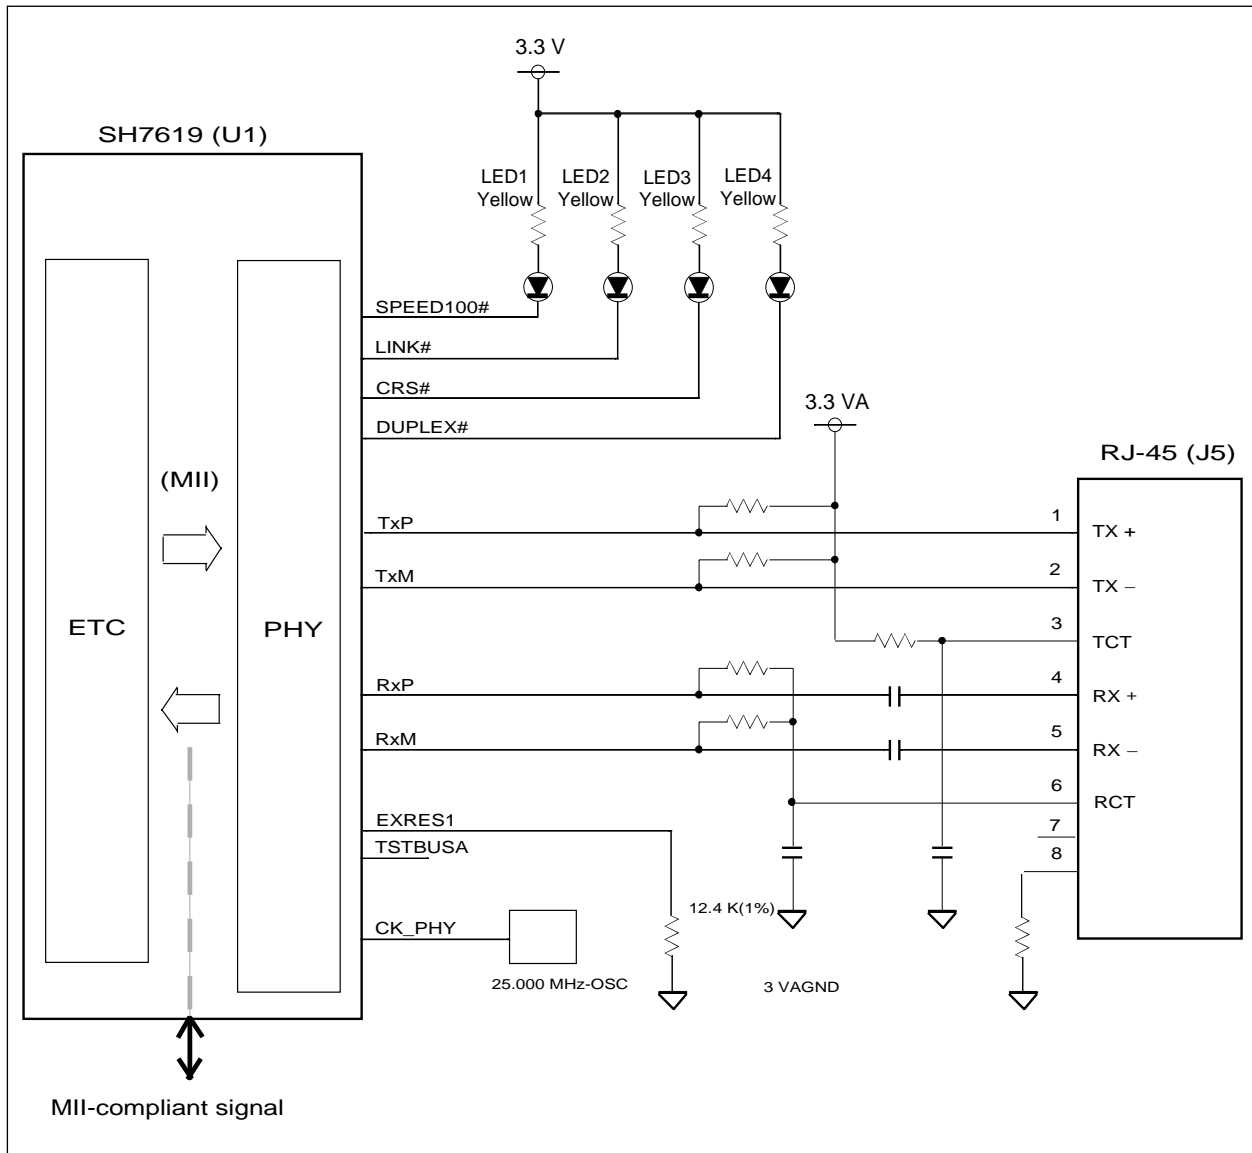 3.3 V
SH7619 (U1)
LED1
Yellow
LED2
Yellow
LED3
Yellow
LED4
Yellow
SPEED100#
LINK#
CRS#
DUPLEX#
3.3 VA
RJ-45 (J5)
(MII)
TxP
1
TX +
TxM
2
TX –
ETC
PHY
3
TCT
RxP
4
RX +
RxM
5
RX –
6
RCT
EXRES1
7
TSTBUSA
8
12.4 K(1%)
CK_PHY
25.000 MHz-OSC
3 VAGND
MII-compliant signal